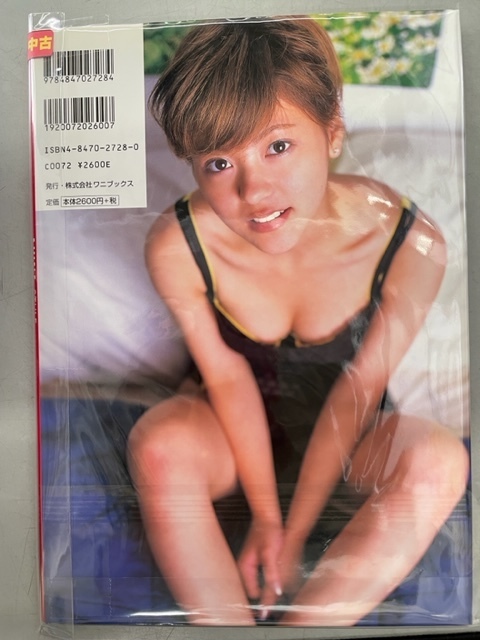 中古
9784847027284
1920072026007
ISBN4-8470-2728-0
C0072 ¥2600E
発行・株式会社ワニブックス
定価 本体2600円+税